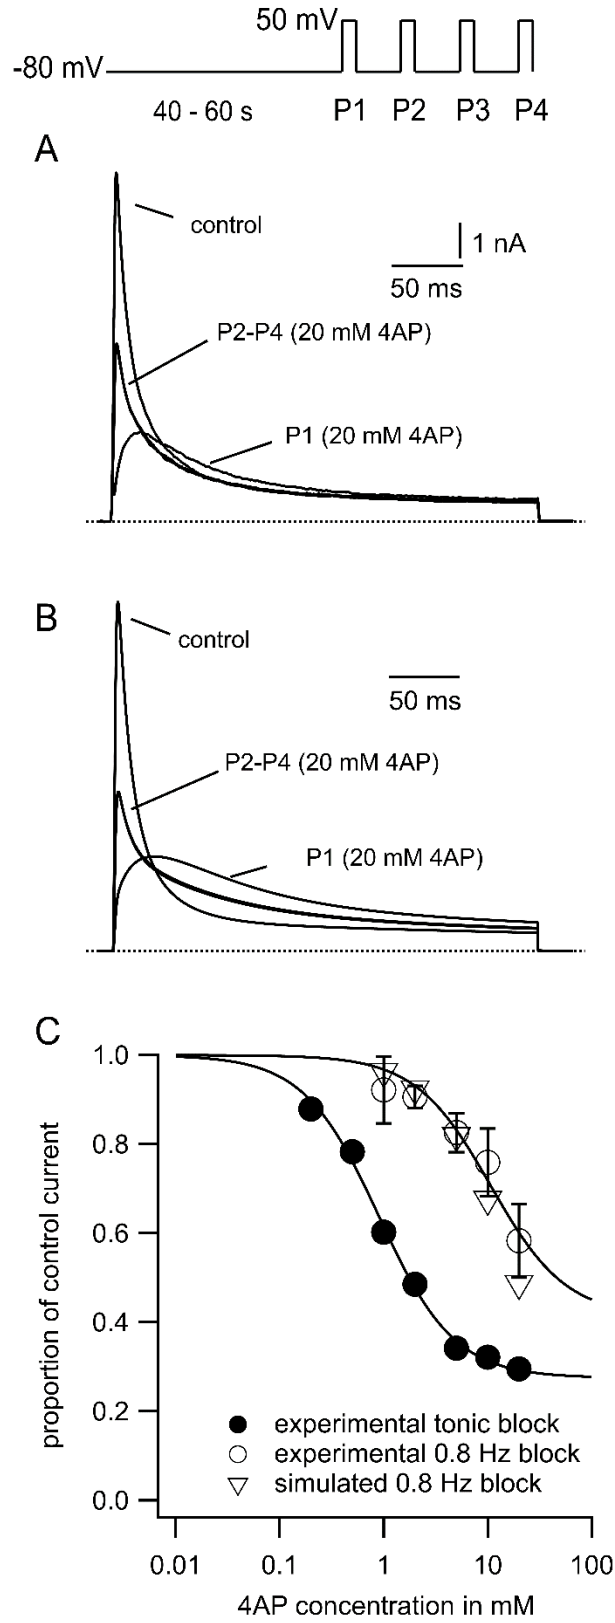 50 mV
-80 mV
40 - 60 s
P1 P2 P3 P4
A
control
1 nA
50 ms
P2-P4 (20 mM 4AP)
P1 (20 mM 4AP)
B
control
50 ms
P2-P4 (20 mM 4AP)
P1 (20 mM 4AP)
C
proportion of control current
1.0
0.8
0.6
0.4
0.2
0.0
experimental tonic block
experimental 0.8 Hz block
simulated 0.8 Hz block
0.01 0.1 1 10 100
4AP concentration in mM